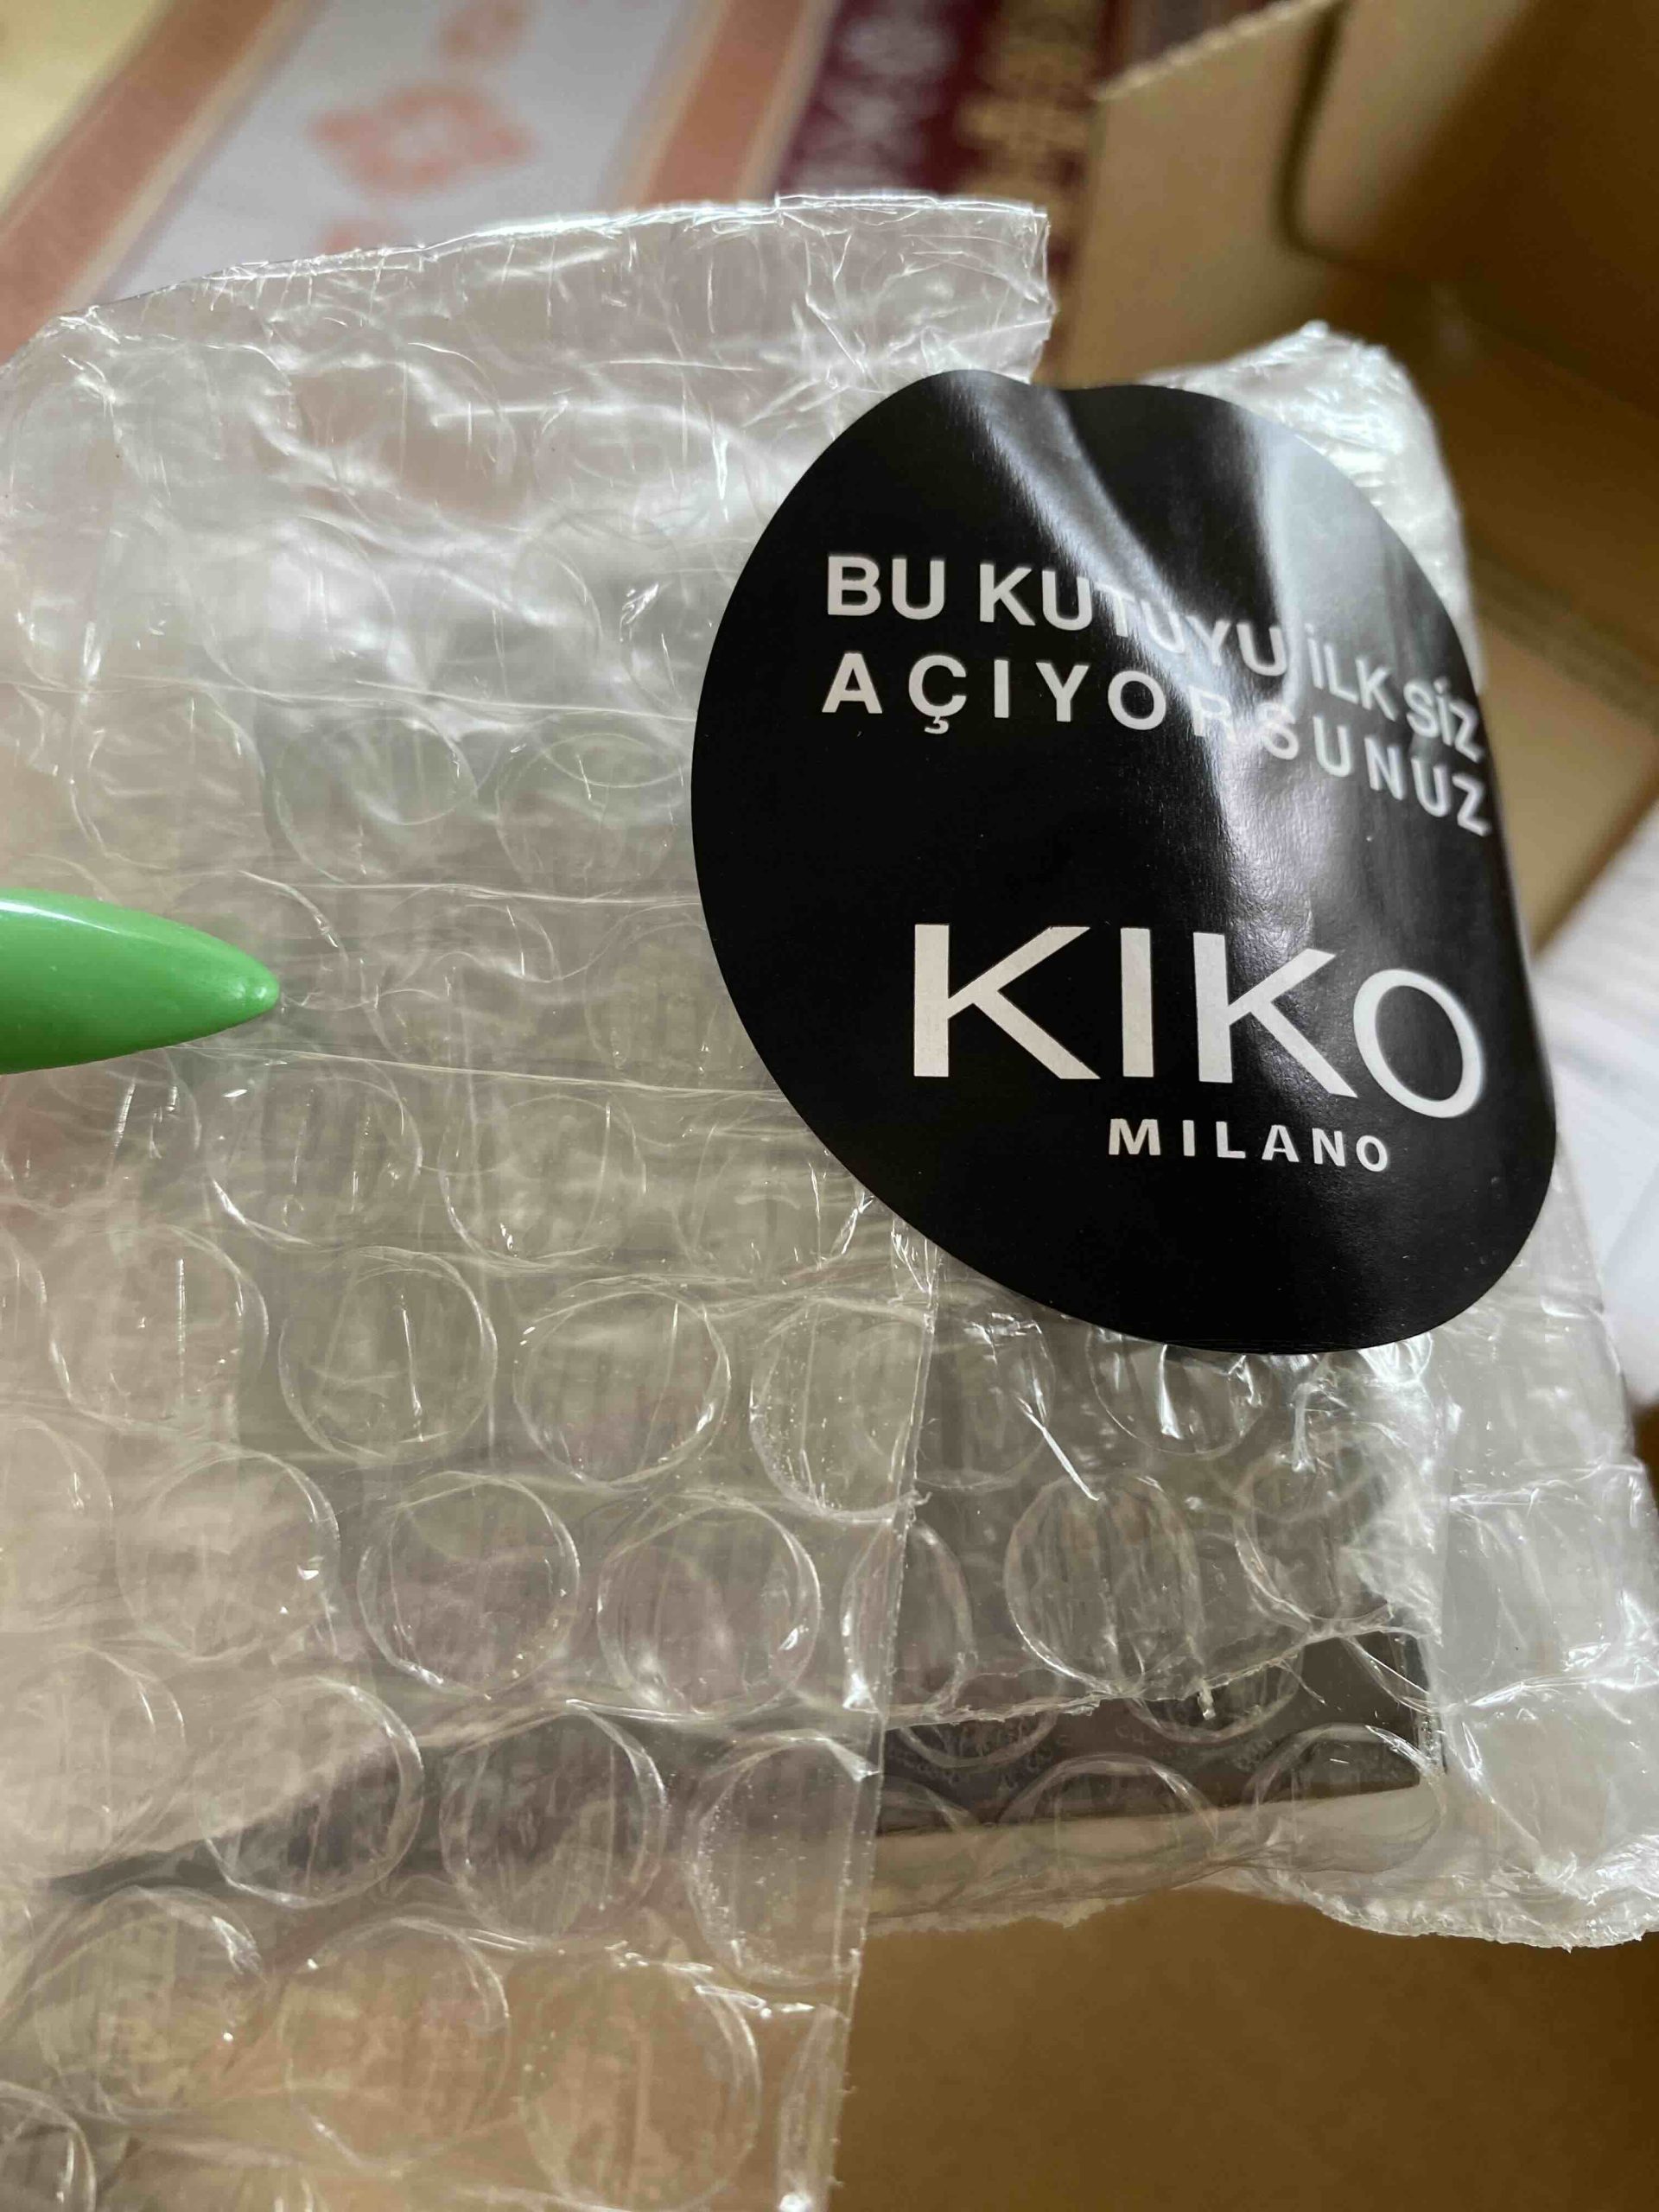 BU KUTUYU İLK SİZ
AÇIYORSUNUZ
KIKO
MILANO